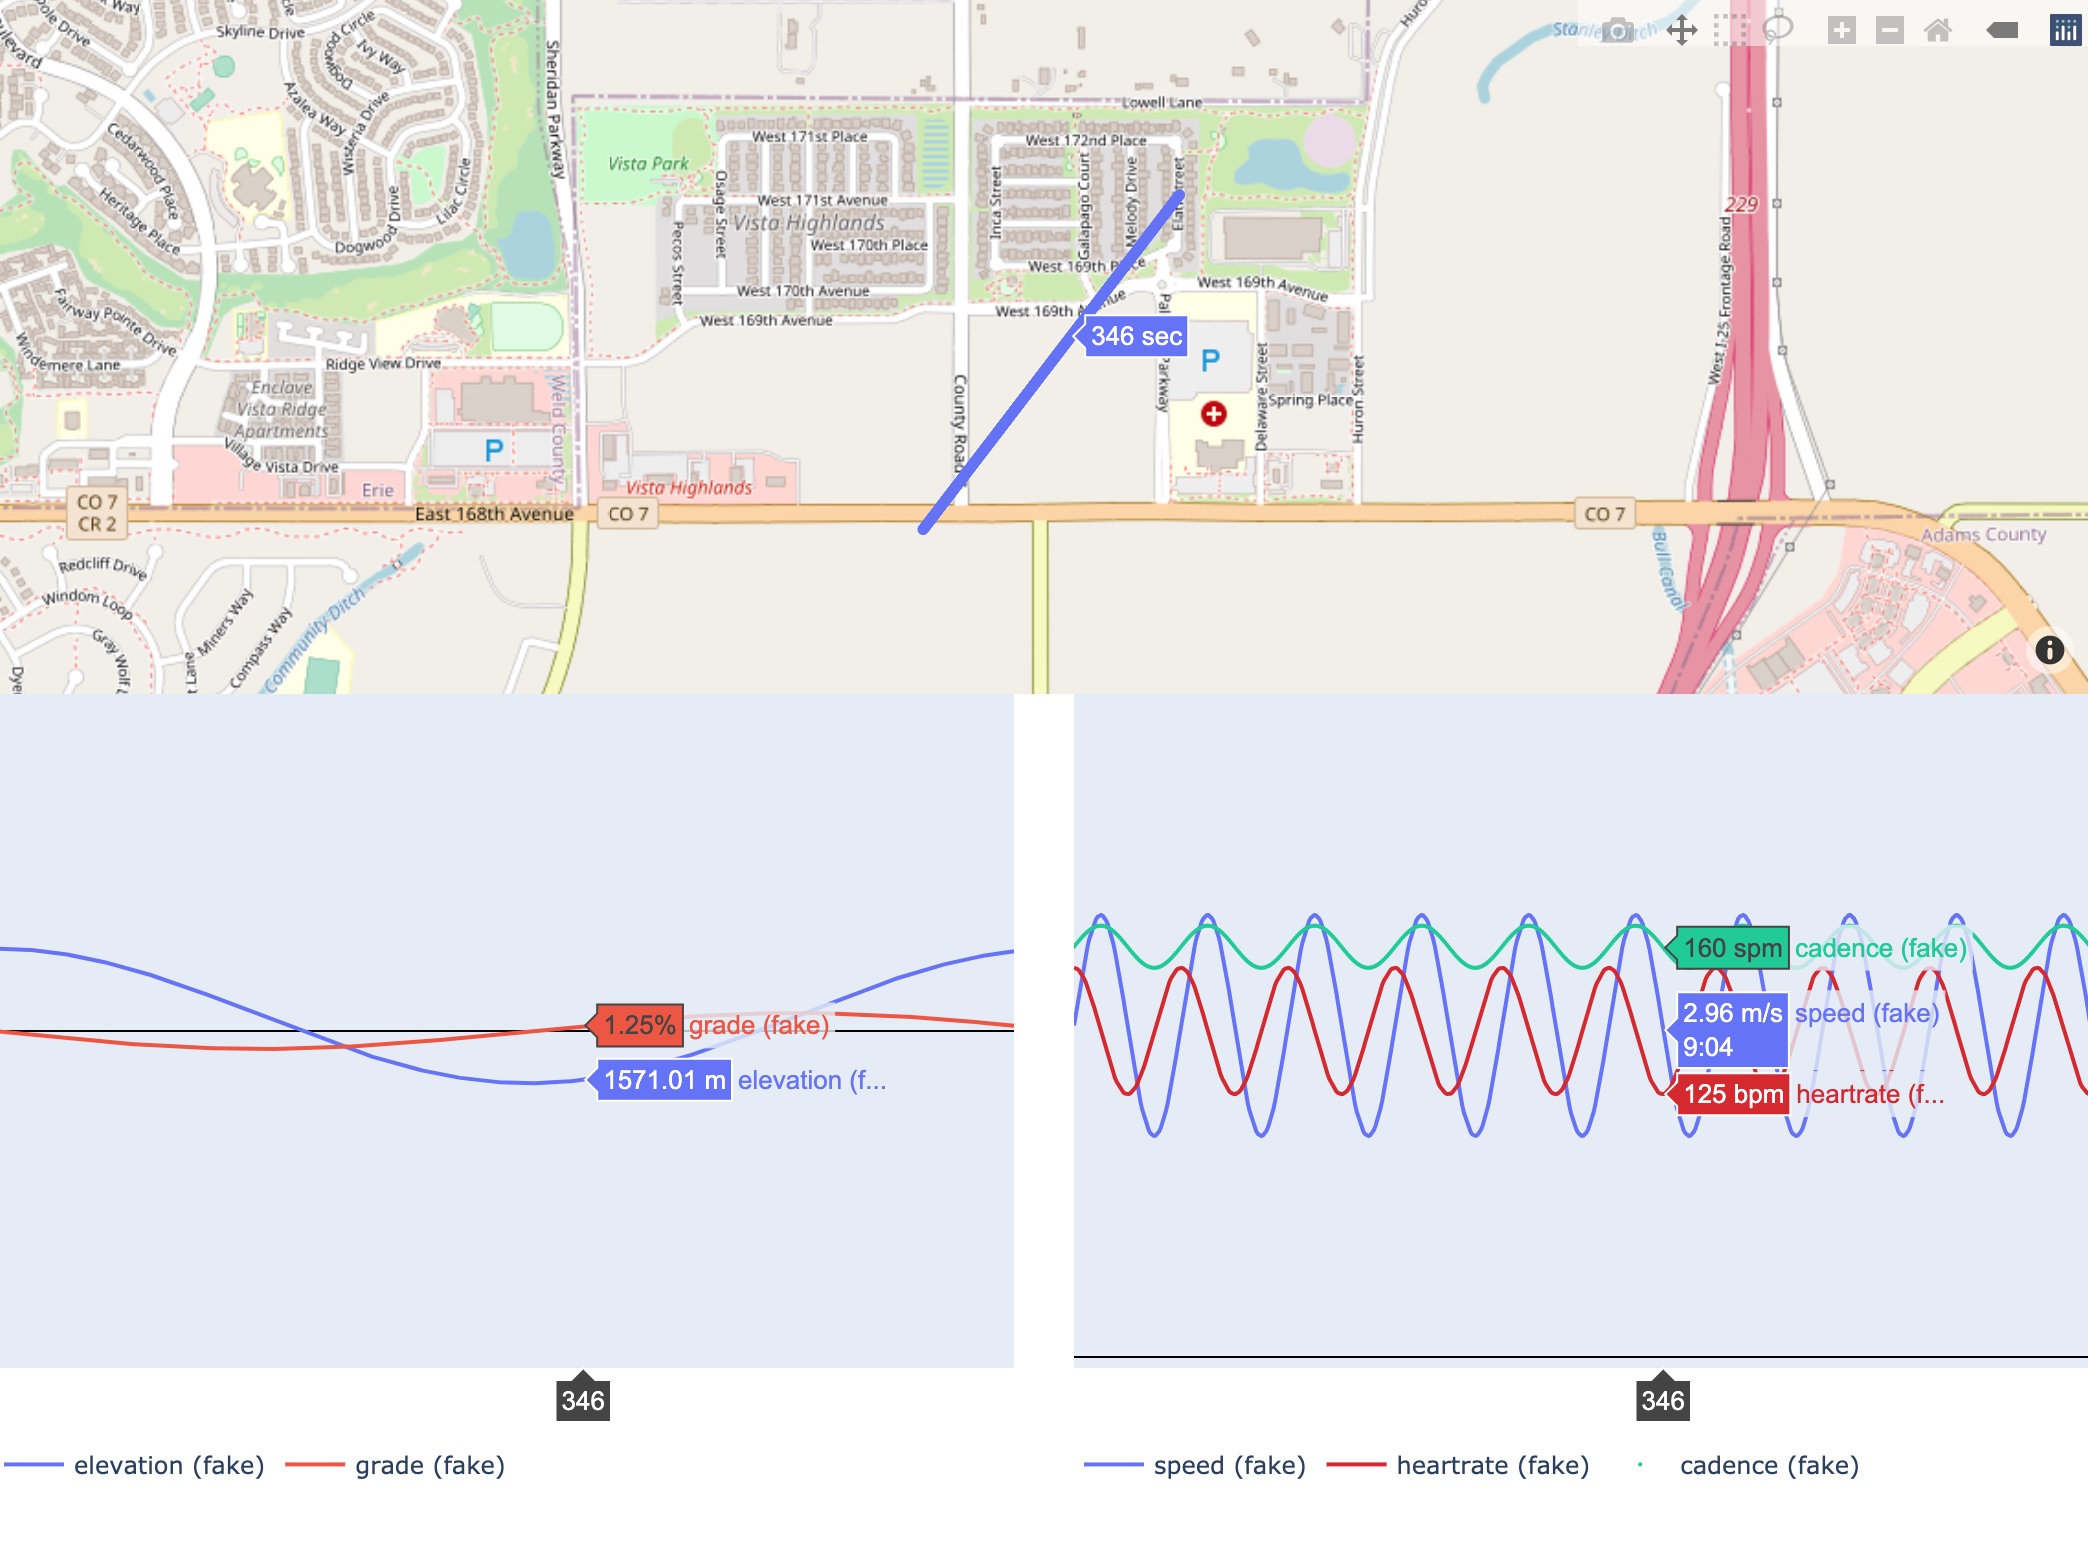 Skyline Drive
Sheridan Parkway
Ivy Way
Azalea Way
Wisteria Drive
Dogwood Circle
Lilac Circle
Dogwood Drive
Cedarwood Place
Heritage Place
Fairway Pointe Drive
Windemere Lane
Ridge View Drive
Enclave
Vista Ridge
Apartments
Village Vista Drive
Erie
Weld County
P
CO 7
CR 2
East 168th Avenue
CO 7
Vista Highlands
Lowell Lane
Vista Park
West 171st Place
Osage Street
West 171st Avenue
Vista Highlands
West 170th Place
Pecos Street
West 170th Avenue
West 169th Avenue
County Road
West 172nd Place
Inca Street
Galapago Court
Melody Drive
West 169th
West 169th
West 169th Avenue
346 sec
P
Delaware Street
Spring Place
Huron Street
Stanley Ditch
229
West I 25 Frontage Road
CO 7
Adams County
Bull Canal
Redcliff Drive
Windom Loop
Gray Wolf
Miners Way
Compass Way
Community Ditch
1.25% grade (fake)
1571.01 m elevation (f...
346
elevation (fake) grade (fake)
160 spm cadence (fake)
2.96 m/s speed (fake)
9:04
125 bpm heartrate (f...
346
speed (fake) heartrate (fake) cadence (fake)